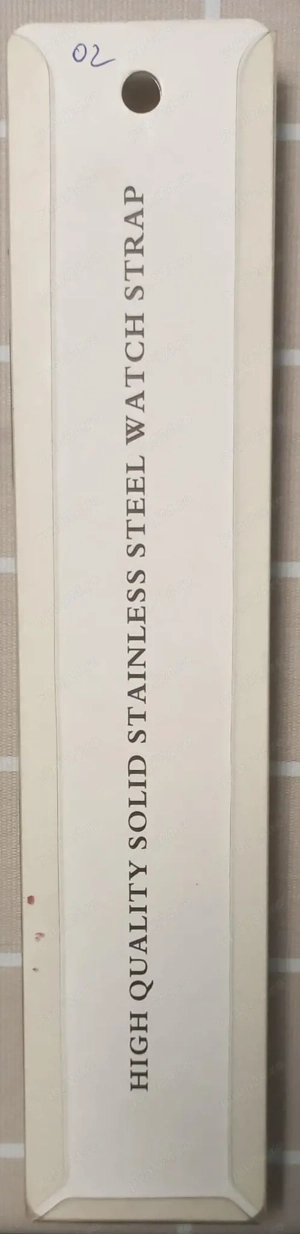 02
HIGH QUALITY SOLID STAINLESS STEEL WATCH STRAP